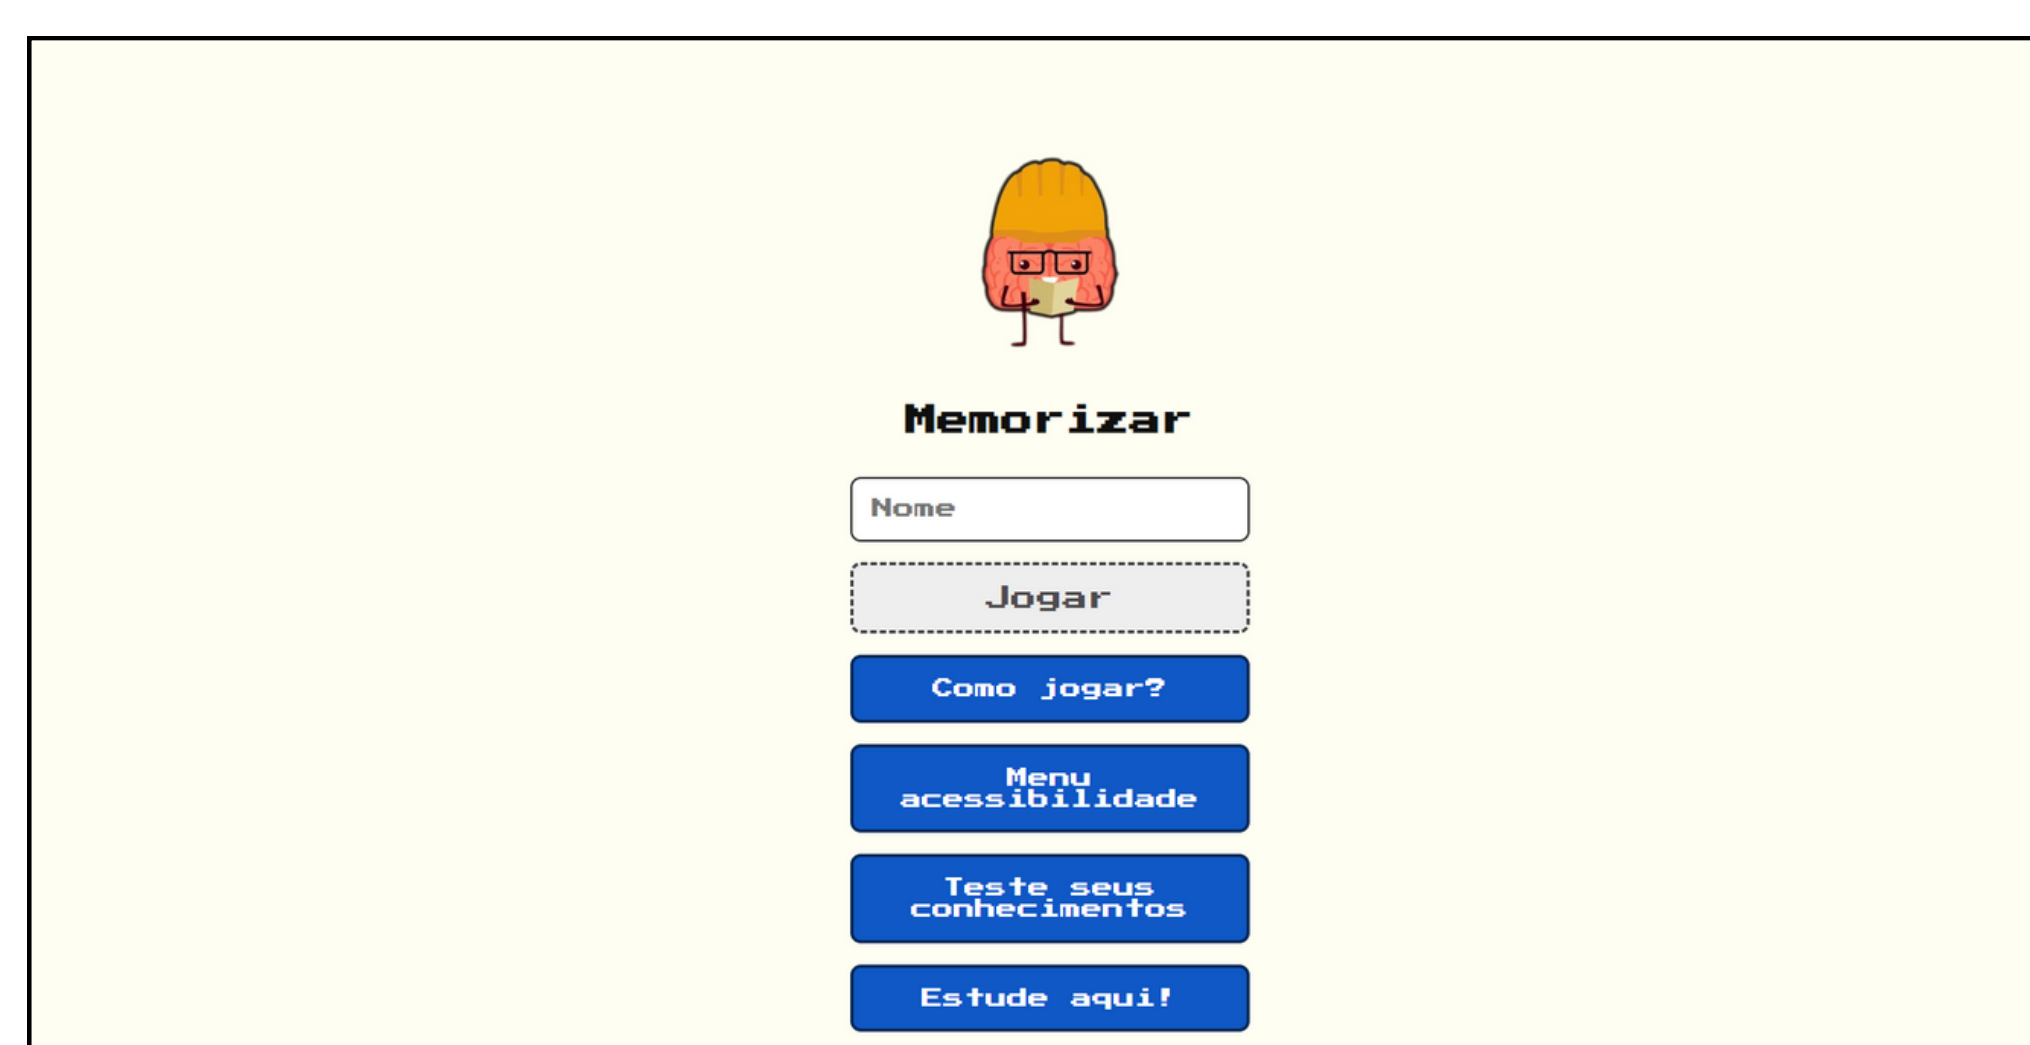 Memorizar
Nome
Jogar
Como jogar?
Menu
acessibilidade
Teste seus
conhecimentos
Estude aqui!